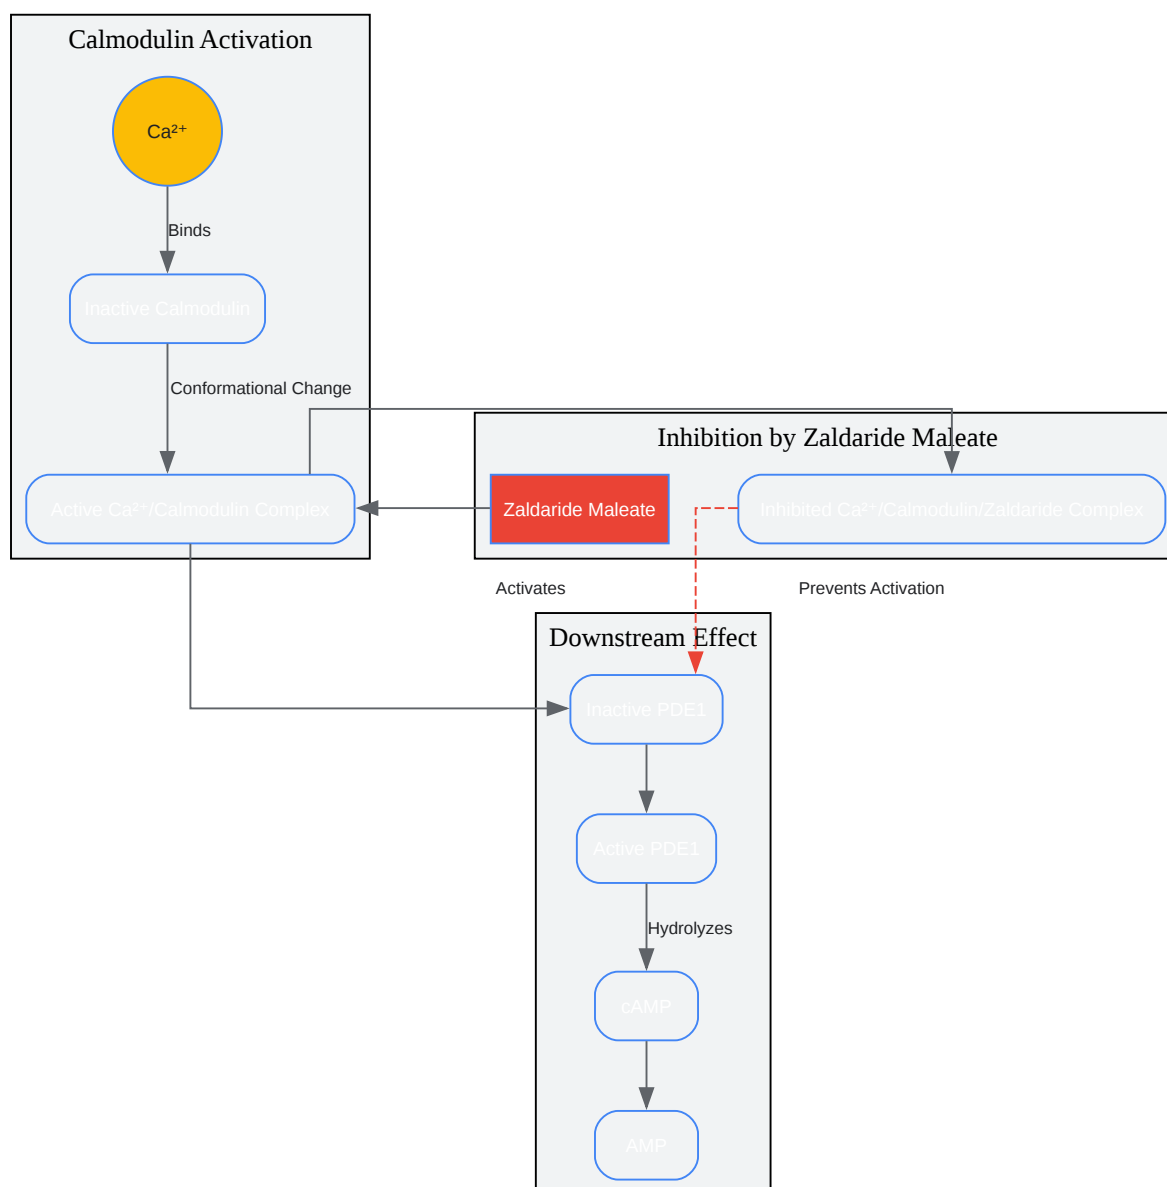 Calmodulin Activation
Ca²⁺
Binds
Inactive Calmodulin
Conformational Change
Active Ca²⁺/Calmodulin Complex
Inhibition by Zaldaride Maleate
Zaldaride Maleate
Inhibited Ca²⁺/Calmodulin/Zaldaride Complex
Activates
Prevents Activation
Downstream Effect
Inactive PDE1
Active PDE1
Hydrolyzes
cAMP
AMP